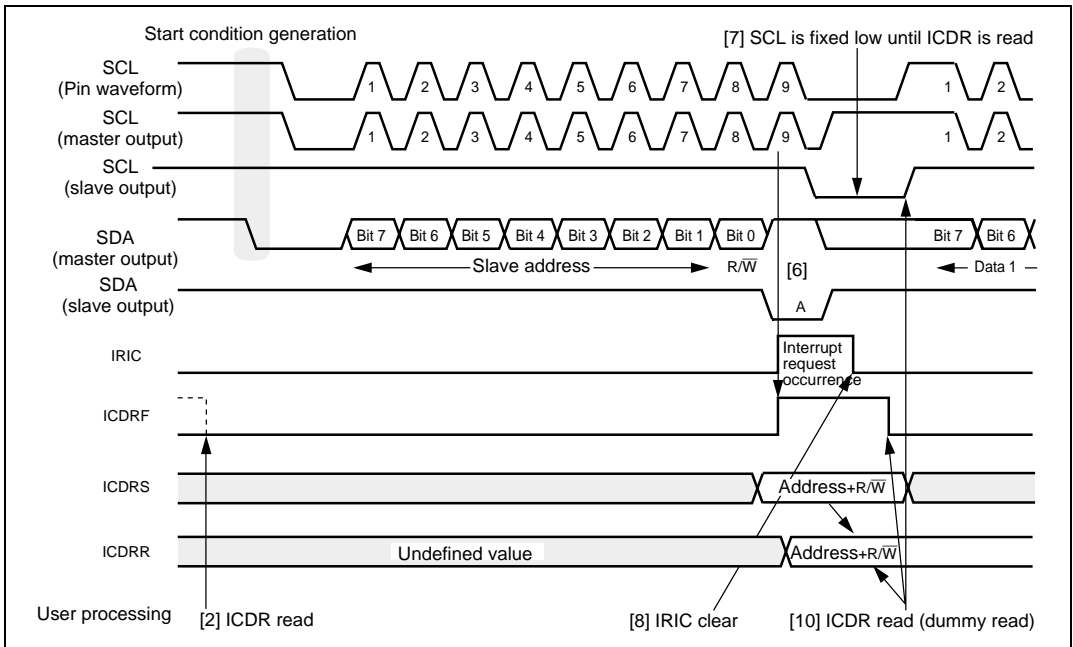 Start condition generation
[7] SCL is fixed low until ICDR is read
SCL
(Pin waveform)
1 2 3 4 5 6 7 8 9 1 2
SCL
(master output)
1 2 3 4 5 6 7 8 9 1 2
SCL
(slave output)
SDA
(master output)
Bit 7 Bit 6 Bit 5 Bit 4 Bit 3 Bit 2 Bit 1 Bit 0 Bit 7 Bit 6
Slave address R/W̅ [6] Data 1
SDA
(slave output)
A
IRIC
Interrupt
request
occurrence
ICDRF
ICDRS
Address+R/W̅
ICDRR
Undefined value
Address+R/W̅
User processing
[2] ICDR read
[8] IRIC clear
[10] ICDR read (dummy read)